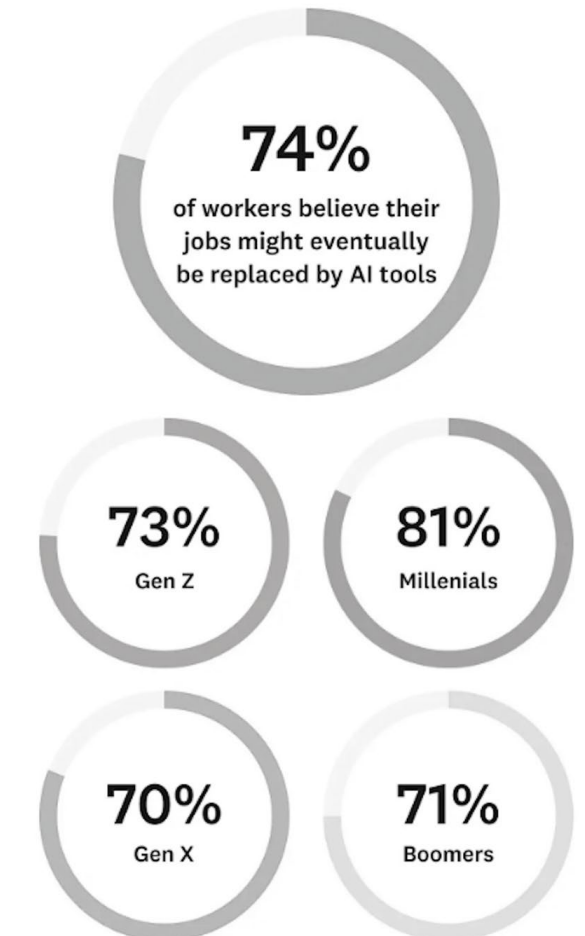 74%
of workers believe their
jobs might eventually
be replaced by AI tools
73%
Gen Z
81%
Millenials
70%
Gen X
71%
Boomers